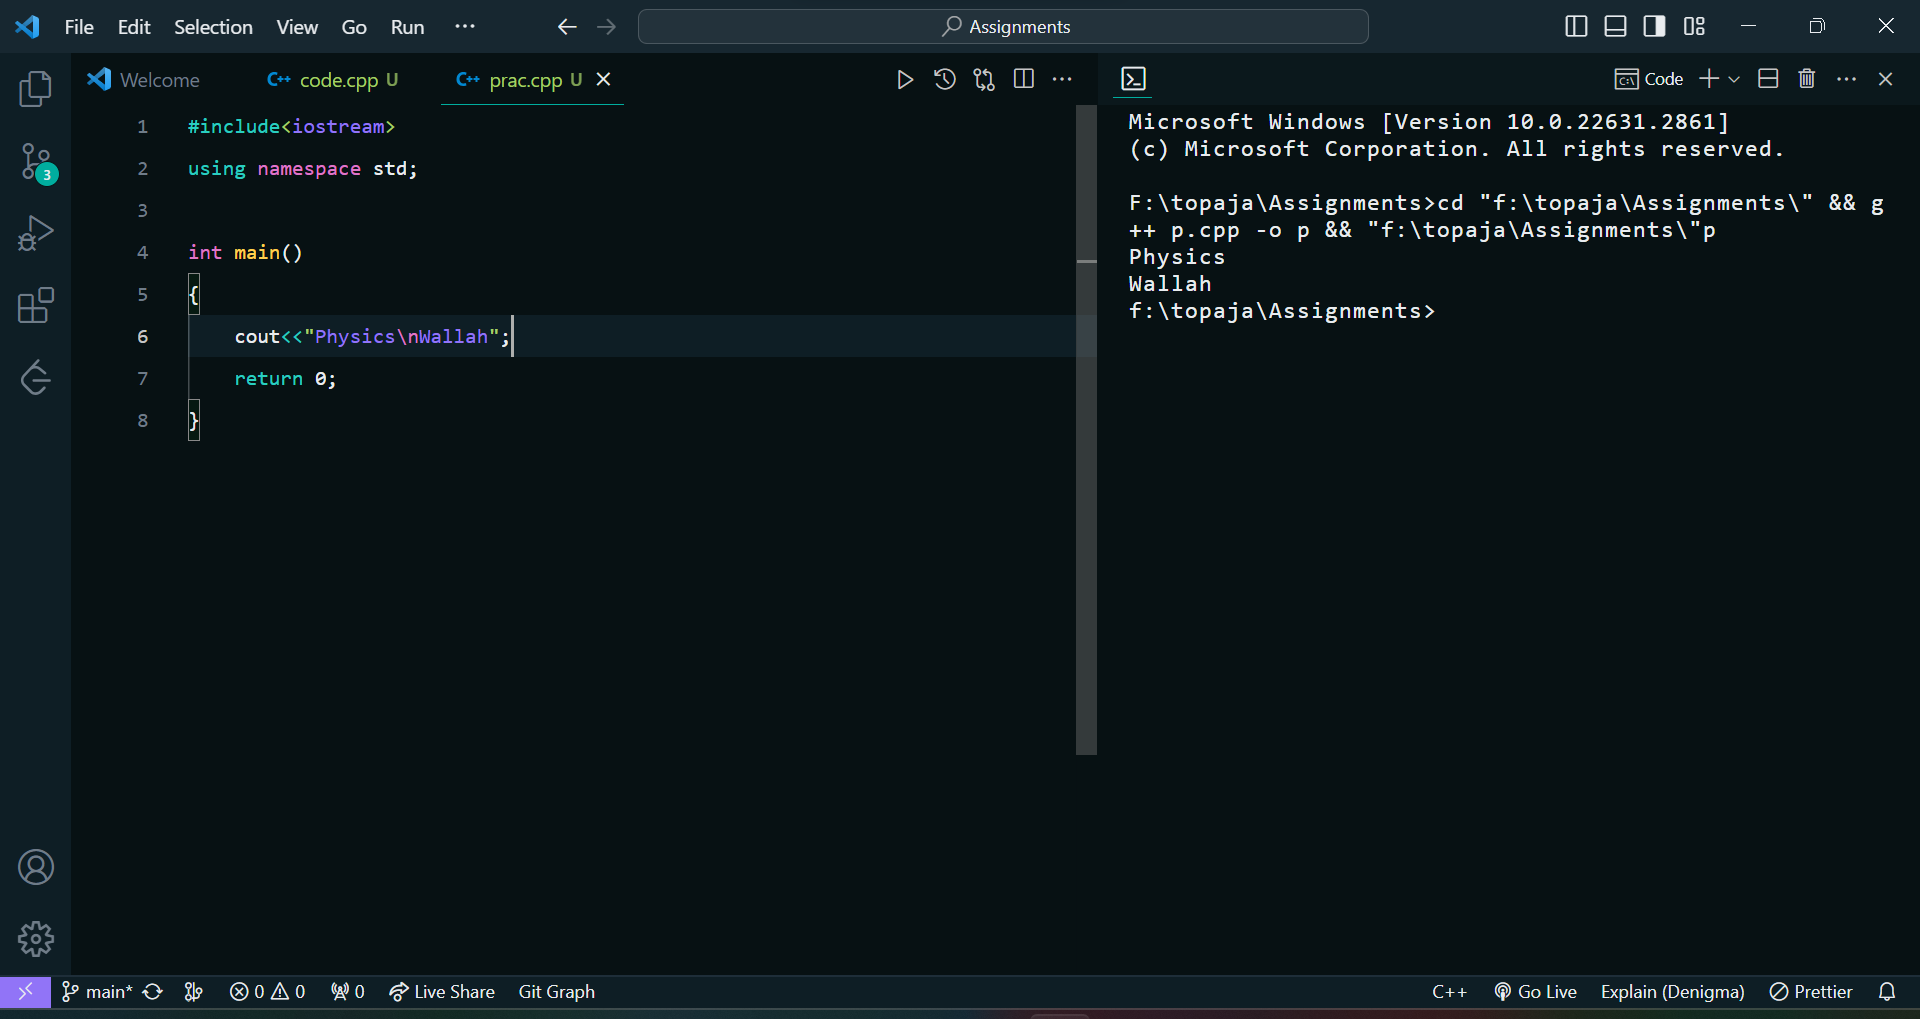 File Edit Selection View Go Run ··· Assignments
Welcome C++ code.cpp U C++ prac.cpp U Code
1 #include<iostream>
2 using namespace std;
3
4 int main()
5 {
6 cout<<"Physics\nWallah";
7 return 0;
8 }
Microsoft Windows [Version 10.0.22631.2861]
(c) Microsoft Corporation. All rights reserved.
F:\topaja\Assignments>cd "f:\topaja\Assignments\" && g
++ p.cpp -o p && "f:\topaja\Assignments\"p
Physics
Wallah
f:\topaja\Assignments>
3
main* 0 0 0 Live Share Git Graph C++ Go Live Explain (Denigma) Prettier